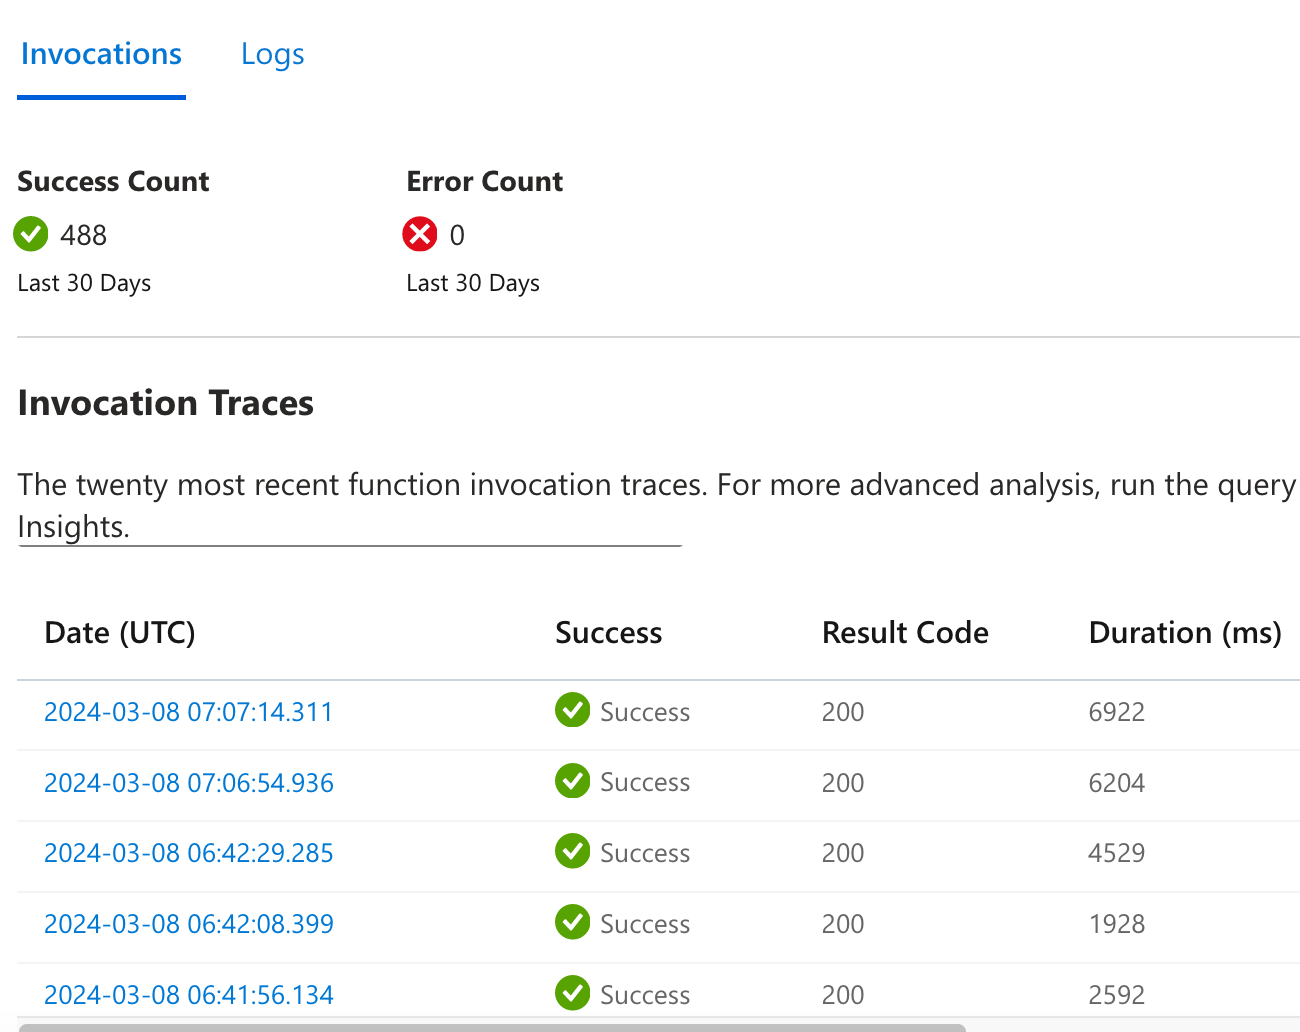 Invocations Logs
Success Count Error Count
488 0
Last 30 Days Last 30 Days
Invocation Traces
The twenty most recent function invocation traces. For more advanced analysis, run the query
Insights.
Date (UTC) Success Result Code Duration (ms)
2024-03-08 07:07:14.311 Success 200 6922
2024-03-08 07:06:54.936 Success 200 6204
2024-03-08 06:42:29.285 Success 200 4529
2024-03-08 06:42:08.399 Success 200 1928
2024-03-08 06:41:56.134 Success 200 2592